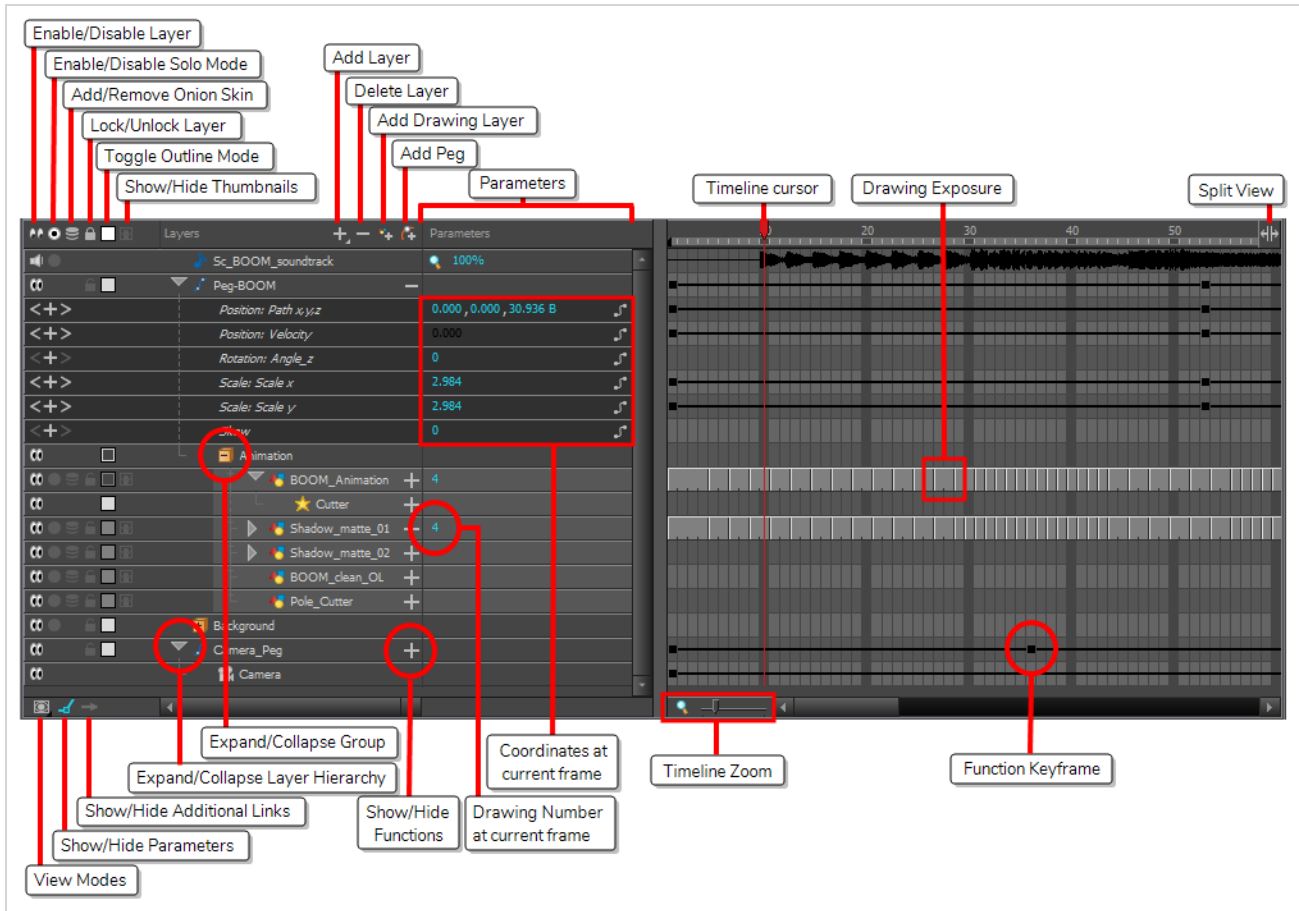 Enable/Disable Layer
Enable/Disable Solo Mode
Add/Remove Onion Skin
Lock/Unlock Layer
Toggle Outline Mode
Show/Hide Thumbnails
Add Layer
Delete Layer
Add Drawing Layer
Add Peg
Parameters
Timeline cursor
Drawing Exposure
Split View
Layers
Parameters
10 20 30 40 50
Sc_BOOM_soundtrack 100%
Peg-BOOM
Position: Path x,y,z 0.000 , 0.000 , 30.936 B
Position: Velocity 0.000
Rotation: Angle_z 0
Scale: Scale x 2.984
Scale: Scale y 2.984
Skew 0
Animation
BOOM_Animation 4
Cutter
Shadow_matte_01 4
Shadow_matte_02
BOOM_clean_OL
Pole_Cutter
Background
Camera_Peg
Camera
Expand/Collapse Group
Expand/Collapse Layer Hierarchy
Show/Hide Additional Links
Show/Hide Parameters
View Modes
Show/Hide
Functions
Coordinates at
current frame
Drawing Number
at current frame
Timeline Zoom
Function Keyframe